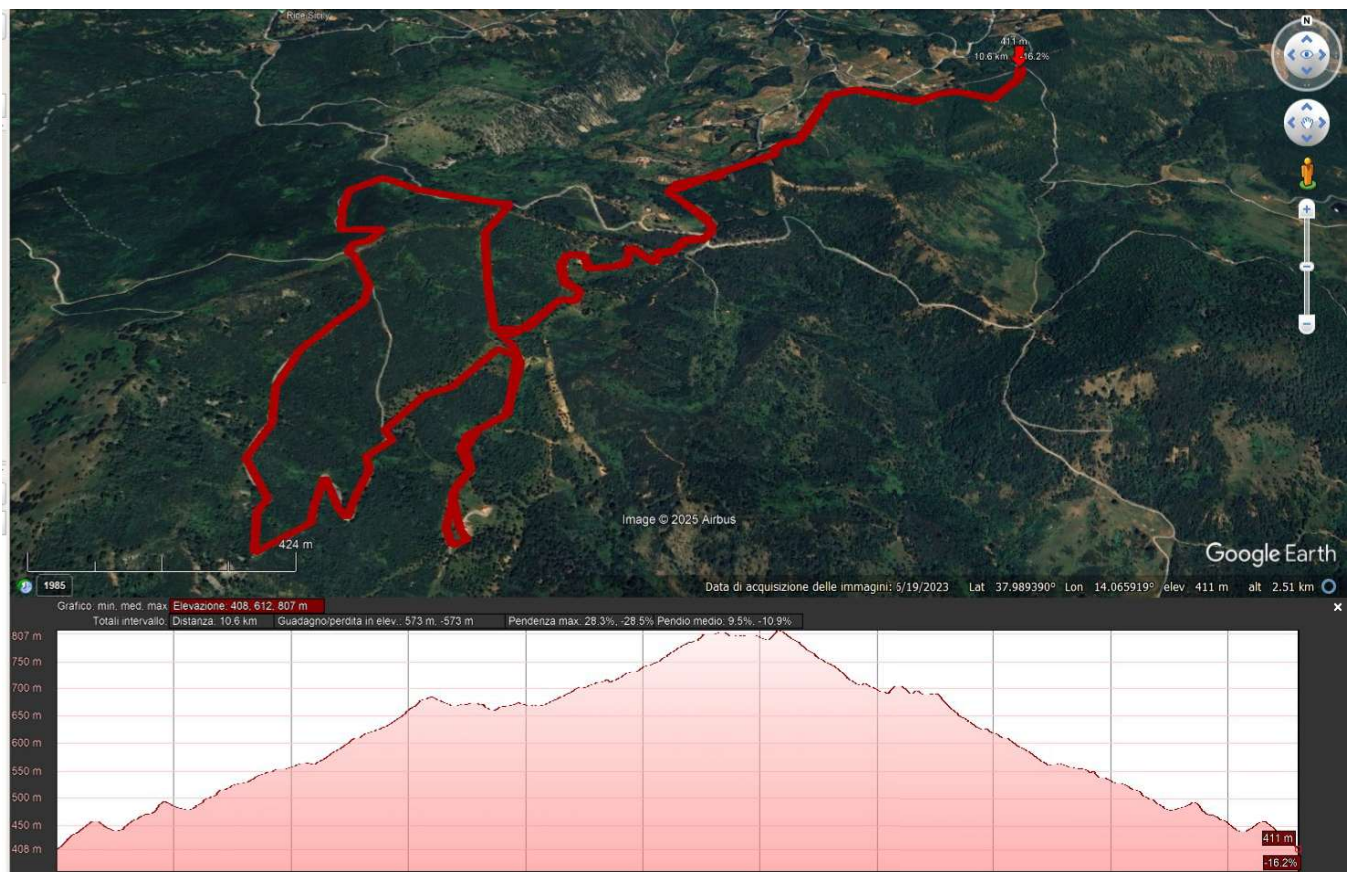 Ride Sicily
N
411 m
10.6 km -16.2%
424 m
Image © 2025 Airbus
Google Earth
1985
Data di acquisizione delle immagini: 6/19/2023 Lat 37.989390° Lon 14.065919° elev 411 m alt 2.51 km
Grafico: min. med. max Elevazione: 408, 612, 807 m
Totali intervallo: Distanza: 10.6 km Guadagno/perdita in elev.: 573 m, -573 m Pendenza max: 28.3%, -28.5% Pendio medio: 9.5%, -10.9%
807 m
750 m
700 m
650 m
600 m
550 m
500 m
450 m
408 m
411 m
-16.2%